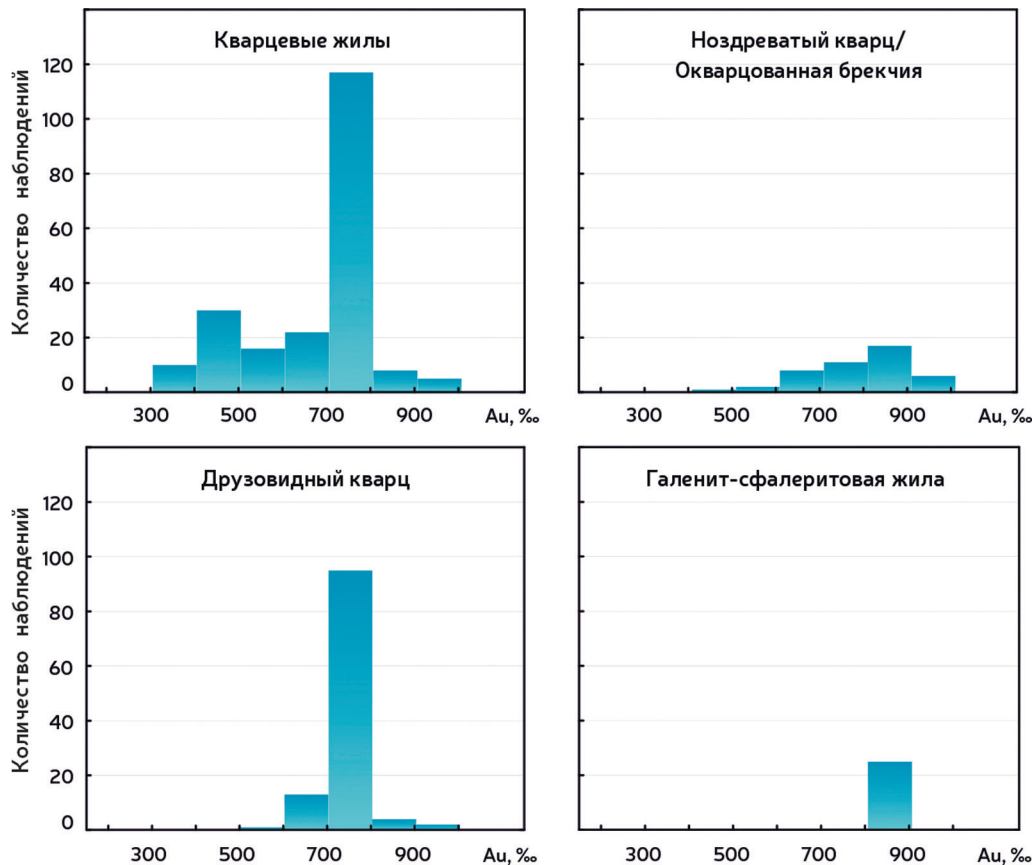 Кварцевые жилы
Количество наблюдений
120
100
80
60
40
20
0
300 500 700 900 Au, ‰
Ноздреватый кварц/
Окварцованная брекчия
300 500 700 900 Au, ‰
Друзовидный кварц
Количество наблюдений
120
100
80
60
40
20
0
300 500 700 900 Au, ‰
Галенит-сфалеритовая жила
300 500 700 900 Au, ‰